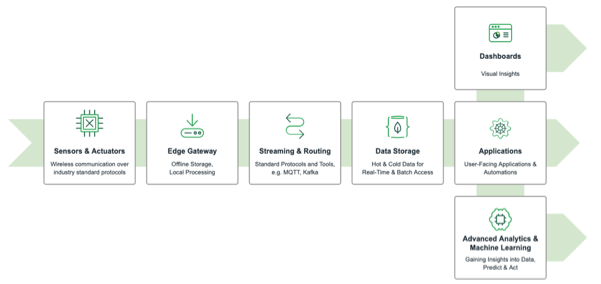 Dashboards
Visual Insights
Sensors & Actuators
Wireless communication over
industry standard protocols
Edge Gateway
Offline Storage,
Local Processing
Streaming & Routing
Standard Protocols and Tools,
e.g. MQTT, Kafka
Data Storage
Hot & Cold Data for
Real-Time & Batch Access
Applications
User-Facing Applications &
Automations
Advanced Analytics &
Machine Learning
Gaining Insights into Data,
Predict & Act